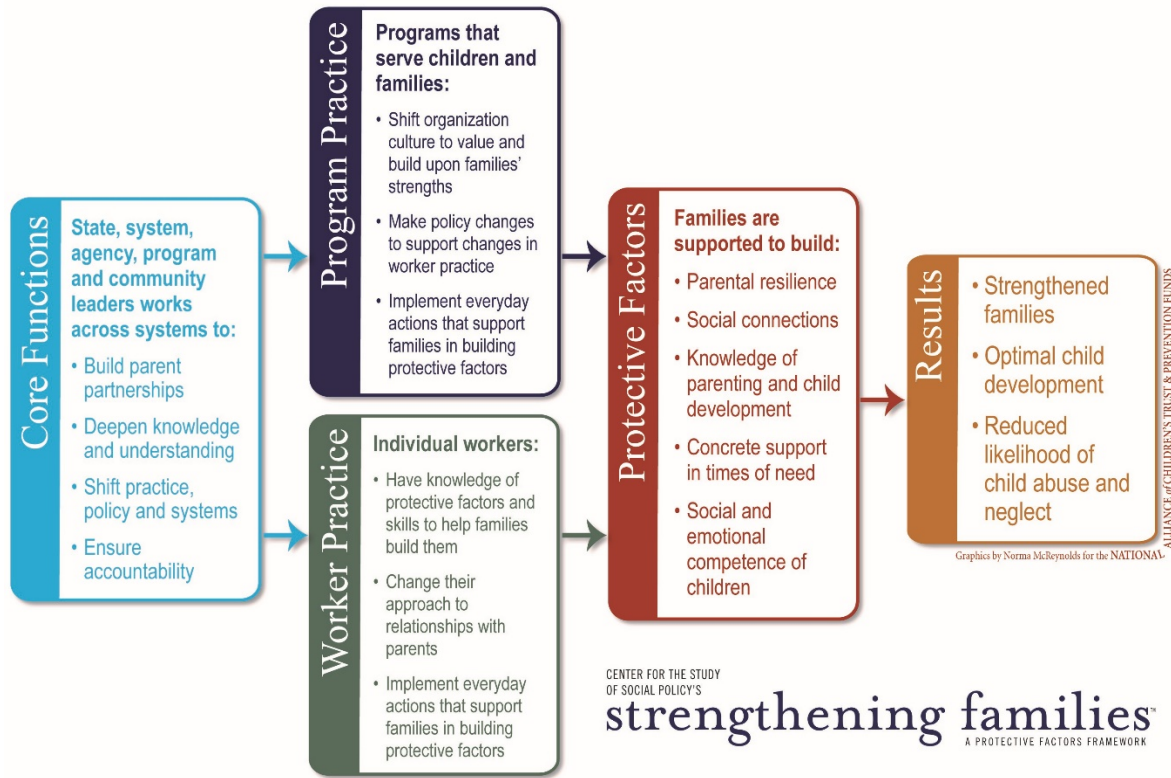 Core Functions
State, system,
agency, program
and community
leaders works
across systems to:
• Build parent
partnerships
• Deepen knowledge
and understanding
• Shift practice,
policy and systems
• Ensure
accountability
Program Practice
Programs that
serve children and
families:
• Shift organization
culture to value and
build upon families’
strengths
• Make policy changes
to support changes in
worker practice
• Implement everyday
actions that support
families in building
protective factors
Worker Practice
Individual workers:
• Have knowledge of
protective factors and
skills to help families
build them
• Change their
approach to
relationships with
parents
• Implement everyday
actions that support
families in building
protective factors
Protective Factors
Families are
supported to build:
• Parental resilience
• Social connections
• Knowledge of
parenting and child
development
• Concrete support
in times of need
• Social and
emotional
competence of
children
Results
• Strengthened
families
• Optimal child
development
• Reduced
likelihood of
child abuse and
neglect
Graphics by Norma McReynolds for the NATIONAL
ALLIANCE of CHILDREN'S TRUST & PREVENTION FUNDS
CENTER FOR THE STUDY
OF SOCIAL POLICY'S
strengthening families™
A PROTECTIVE FACTORS FRAMEWORK